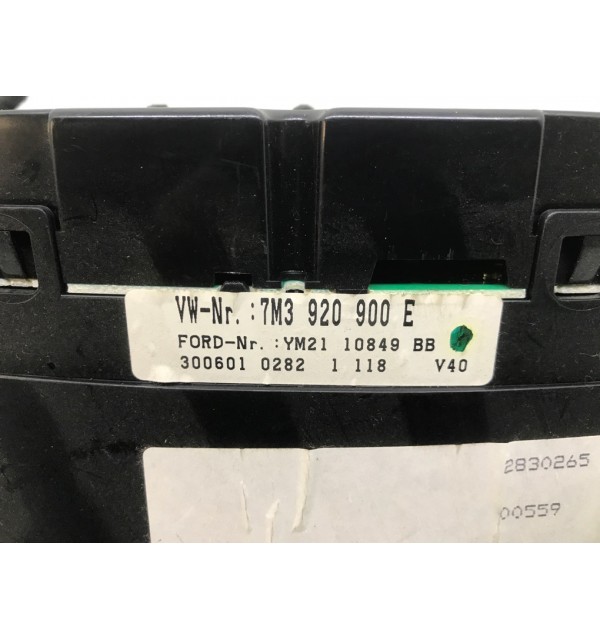 VW-Nr.:7M3 920 900 E
FORD-Nr.:YM21 10849 BB
300601 0282 1 118 V40
2830265
00559